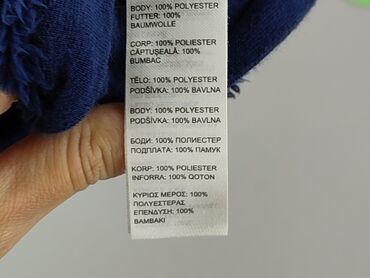 BODY: 100% POLYESTER
FUTTER: 100%
BAUMWOLLE
CORP: 100% POLIESTER
CĂPTUȘEALĂ: 100%
BUMBAC
TĚLO: 100% POLYESTER
PODŠÍVKA: 100% BAVLNA
BODY: 100% POLYESTER
PODŠÍVKA: 100% BAVLNA
БОДИ: 100% ПОЛИЕСТЕР
ПОДПЛАТА: 100% ПАМУК
KORP: 100% POLIESTER
INFORRA: 100% QOTON
ΚΥΡΙΩΣ ΜΕΡΟΣ: 100%
ΠΟΛΥΕΣΤΕΡΑΣ
ΕΠΕΝΔΥΣΗ: 100%
ΒΑΜΒΑΚΙ